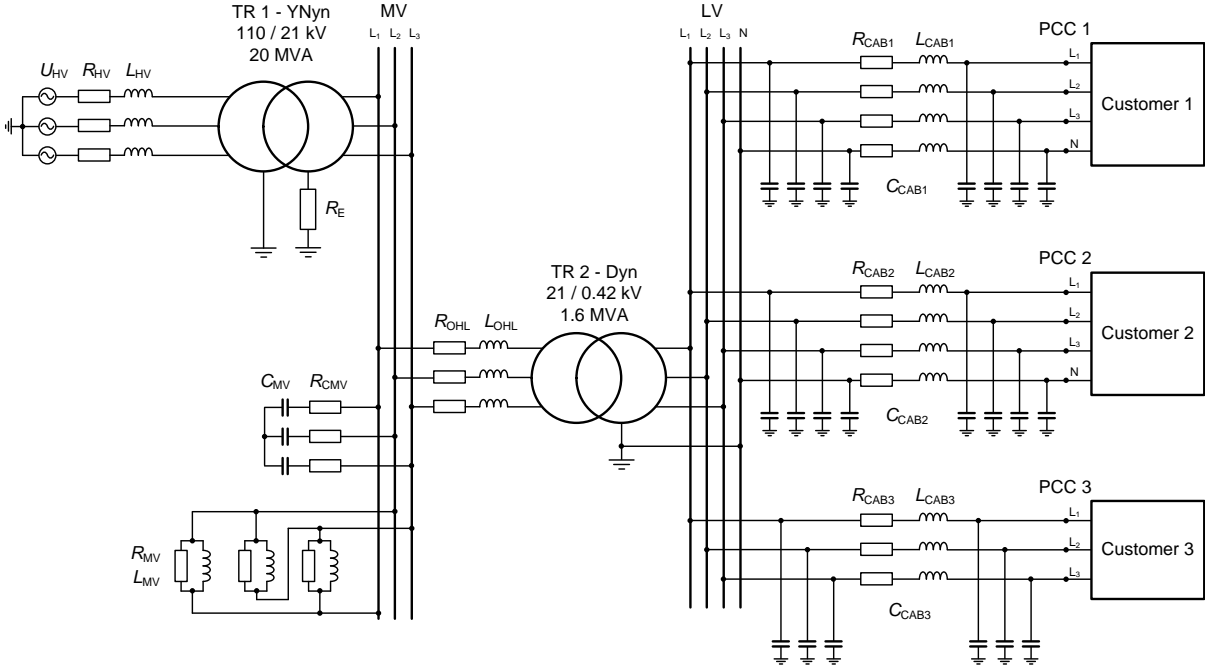 TR 1 - YNyn
110 / 21 kV
20 MVA
MV
L₁ L₂ L₃
U_HV R_HV L_HV
R_E
C_MV R_CMV
R_MV
L_MV
R_OHL L_OHL
TR 2 - Dyn
21 / 0.42 kV
1.6 MVA
LV
L₁ L₂ L₃ N
R_CAB1 L_CAB1
C_CAB1
PCC 1
L₁
L₂
L₃
N
Customer 1
R_CAB2 L_CAB2
C_CAB2
PCC 2
L₁
L₂
L₃
N
Customer 2
R_CAB3 L_CAB3
C_CAB3
PCC 3
L₁
L₂
L₃
Customer 3